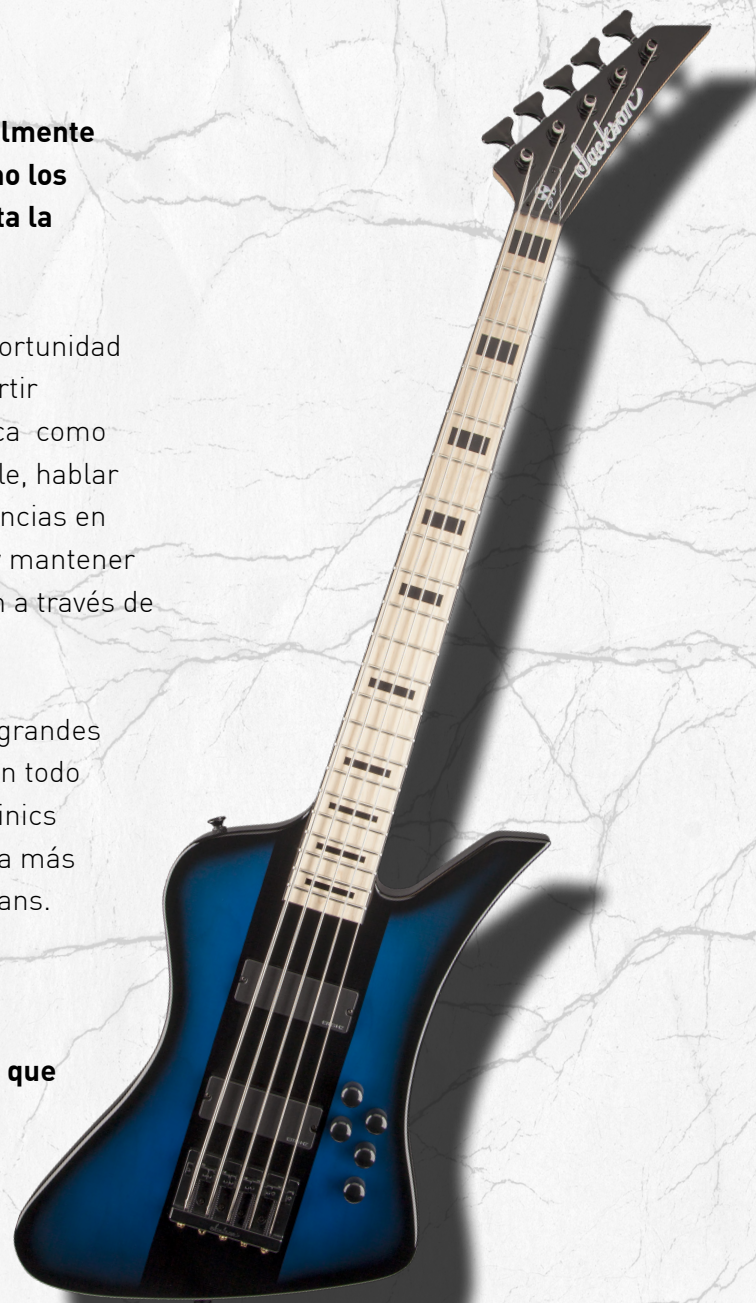 lmente
no los
ta la
Jackson
ortunidad
rtir
ca como
le, hablar
ncias en
mantener
n a través de
grandes
n todo
inics
a más
ans.
que